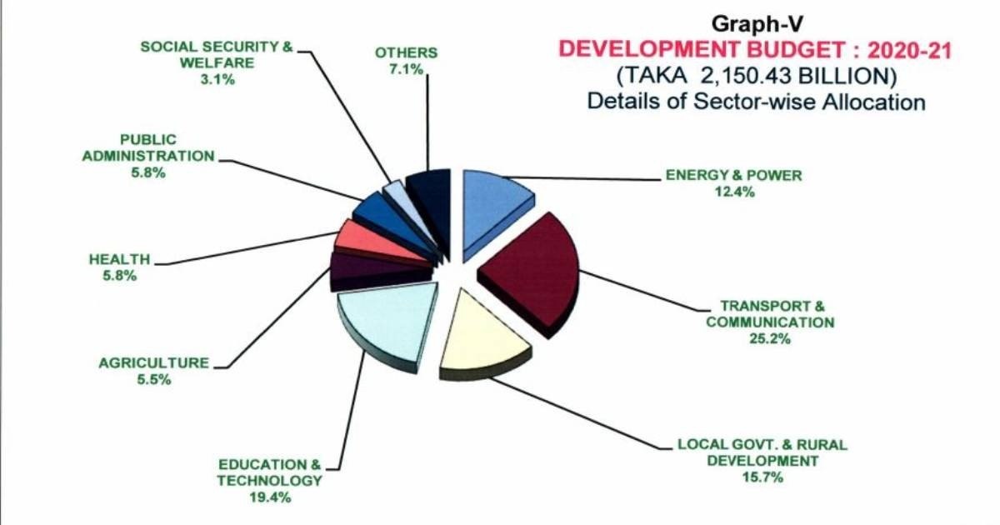 Graph-V
DEVELOPMENT BUDGET : 2020-21
(TAKA 2,150.43 BILLION)
Details of Sector-wise Allocation
SOCIAL SECURITY &
WELFARE
3.1%
OTHERS
7.1%
PUBLIC
ADMINISTRATION
5.8%
ENERGY & POWER
12.4%
HEALTH
5.8%
TRANSPORT &
COMMUNICATION
25.2%
AGRICULTURE
5.5%
LOCAL GOVT. & RURAL
DEVELOPMENT
15.7%
EDUCATION &
TECHNOLOGY
19.4%